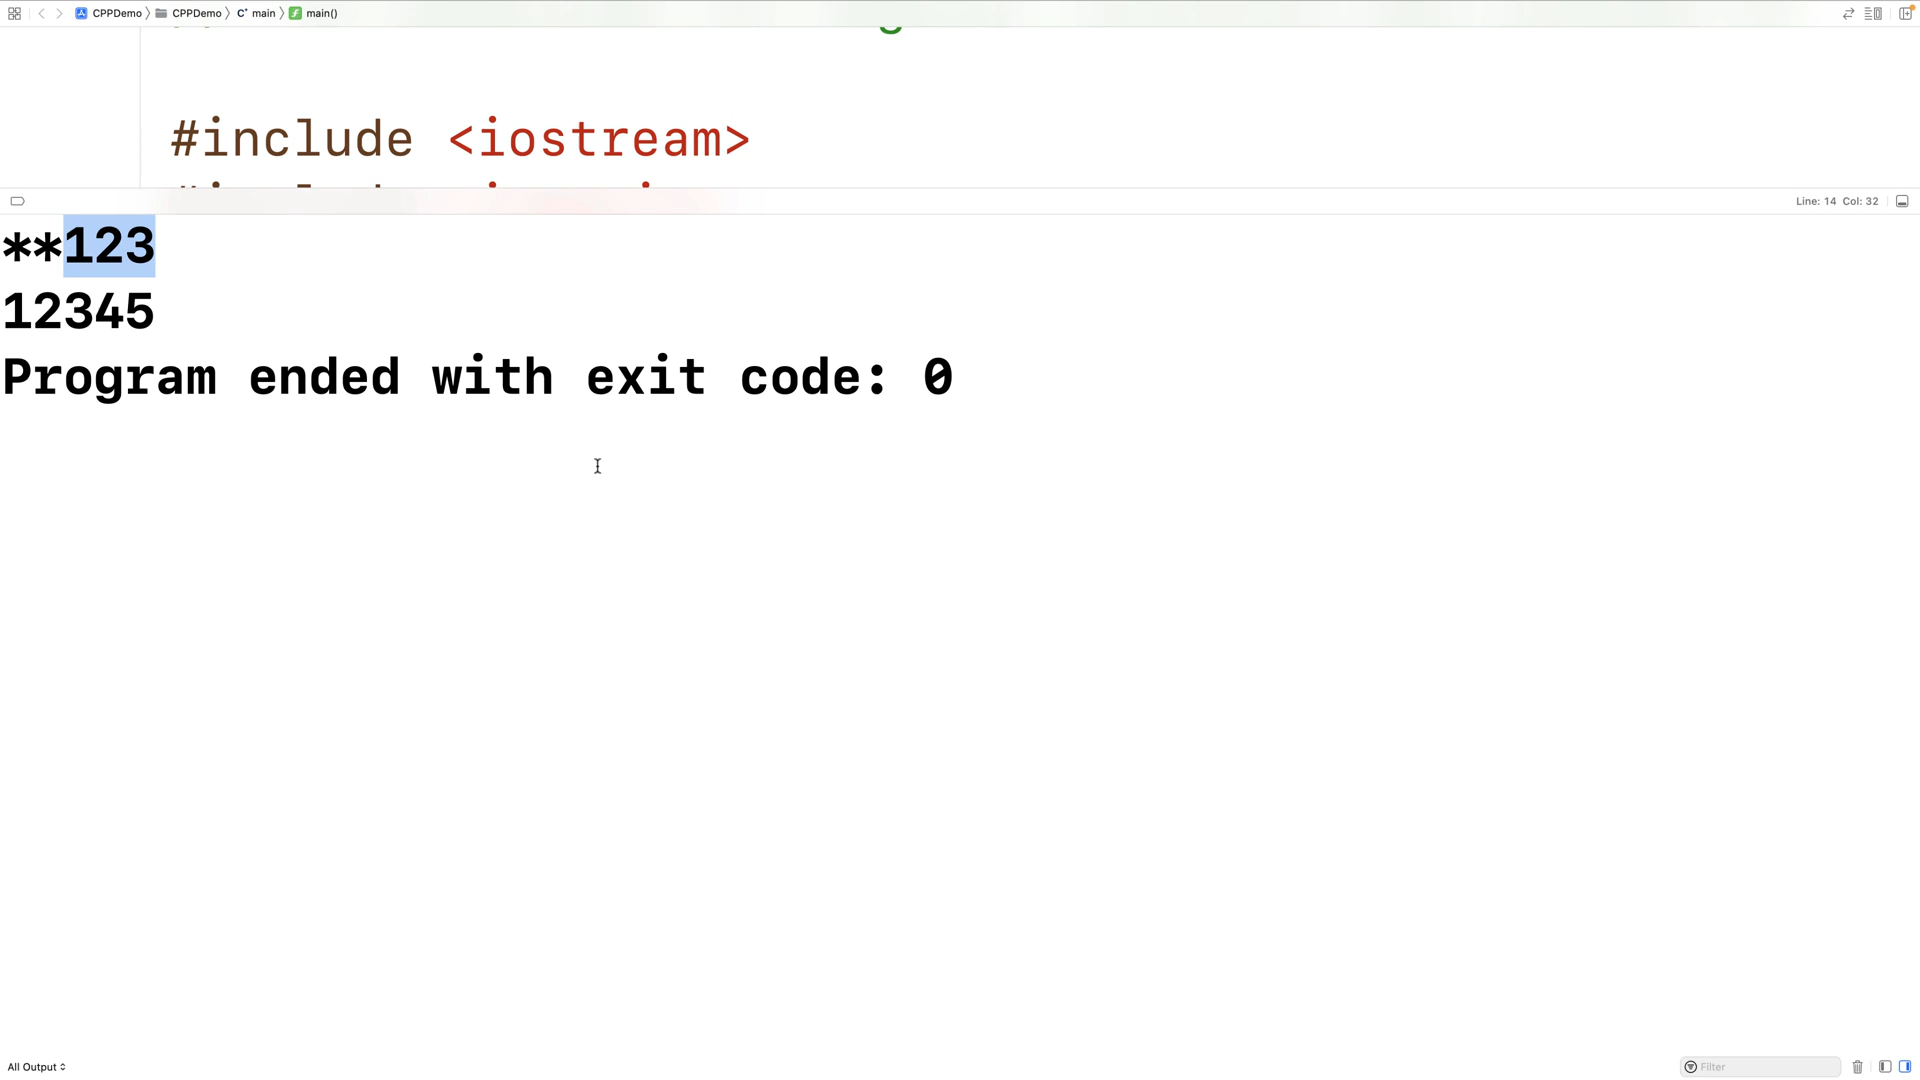 CPPDemo 〉 CPPDemo 〉 C+ main 〉 f main()
#include <iostream>
Line: 14 Col: 32
**123
12345
Program ended with exit code: 0
All Output
Filter